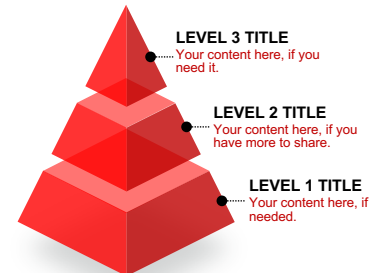 LEVEL 3 TITLE
Your content here, if you
need it.
LEVEL 2 TITLE
Your content here, if you
have more to share.
LEVEL 1 TITLE
Your content here, if
needed.